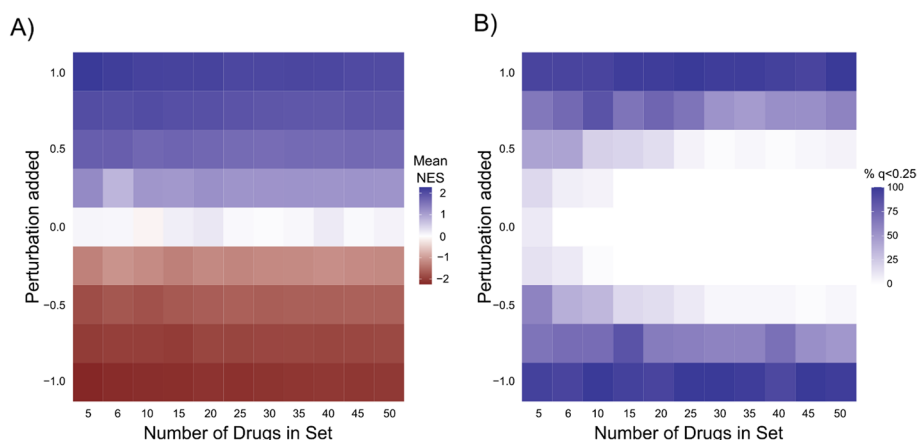 A)
Perturbation added
1.0
0.5
0.0
−0.5
−1.0
5 6 10 15 20 25 30 35 40 45 50
Number of Drugs in Set
Mean
NES
2
1
0
−1
−2
B)
Perturbation added
1.0
0.5
0.0
−0.5
−1.0
5 6 10 15 20 25 30 35 40 45 50
Number of Drugs in Set
% q<0.25
100
75
50
25
0